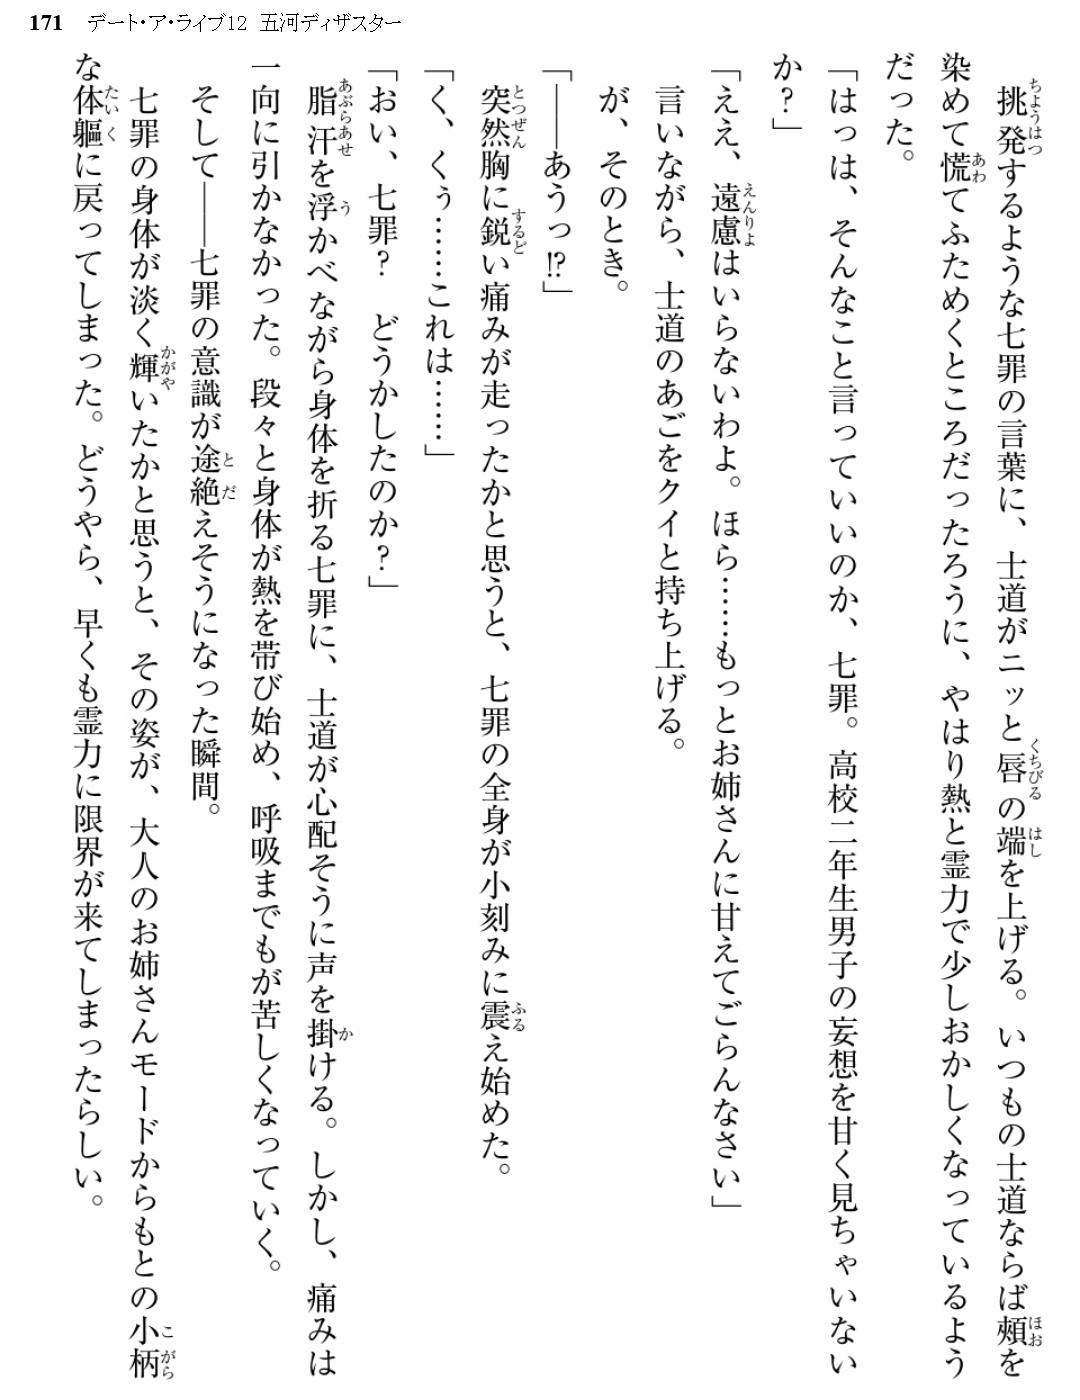 171 デート・ア・ライブ12 五河ディザスター
挑発するような七罪の言葉に、士道がニッと唇の端を上げる。いつもの士道ならば頰を
染めて慌てふためくところだったろうに、やはり熱と霊力で少しおかしくなっているよう
だった。
「はっは、そんなこと言っていいのか、七罪。高校二年生男子の妄想を甘く見ちゃいない
か？」
「ええ、遠慮はいらないわよ。ほら……もっとお姉さんに甘えてごらんなさい」
言いながら、士道のあごをクイと持ち上げる。
が、そのとき。
「――あうっ⁉」
突然胸に鋭い痛みが走ったかと思うと、七罪の全身が小刻みに震え始めた。
「く、くぅ……これは……」
「おい、七罪？　どうかしたのか？」
脂汗を浮かべながら身体を折る七罪に、士道が心配そうに声を掛ける。しかし、痛みは
一向に引かなかった。段々と身体が熱を帯び始め、呼吸までもが苦しくなっていく。
そして――七罪の意識が途絶えそうになった瞬間。
七罪の身体が淡く輝いたかと思うと、その姿が、大人のお姉さんモードからもとの小柄
な体軀に戻ってしまった。どうやら、早くも霊力に限界が来てしまったらしい。